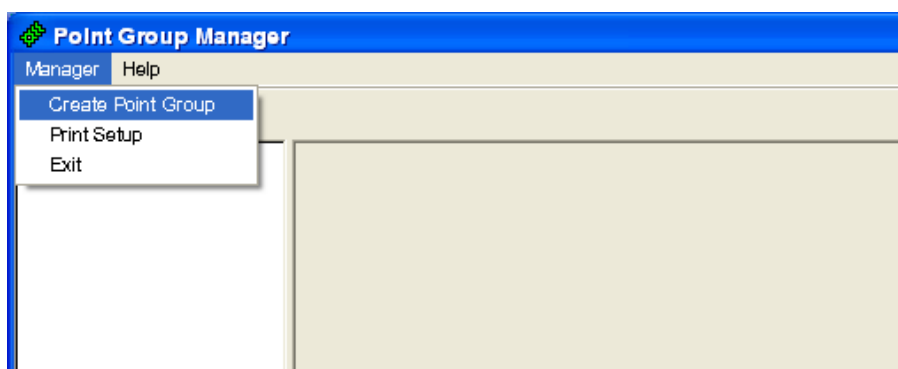 Point Group Manager
Manager Help
Create Point Group
Print Setup
Exit